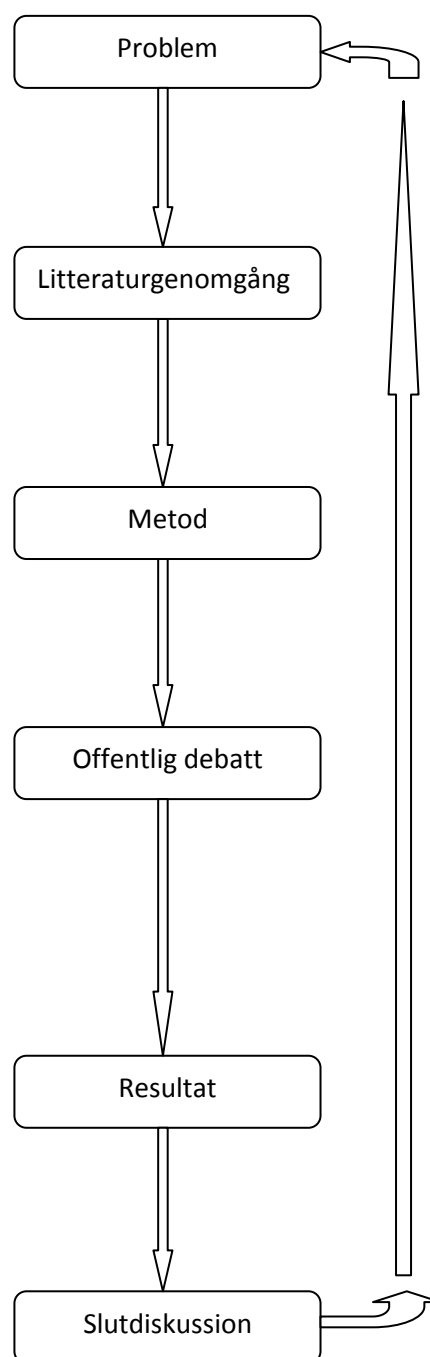 Problem
Litteraturgenomgång
Metod
Offentlig debatt
Resultat
Slutdiskussion